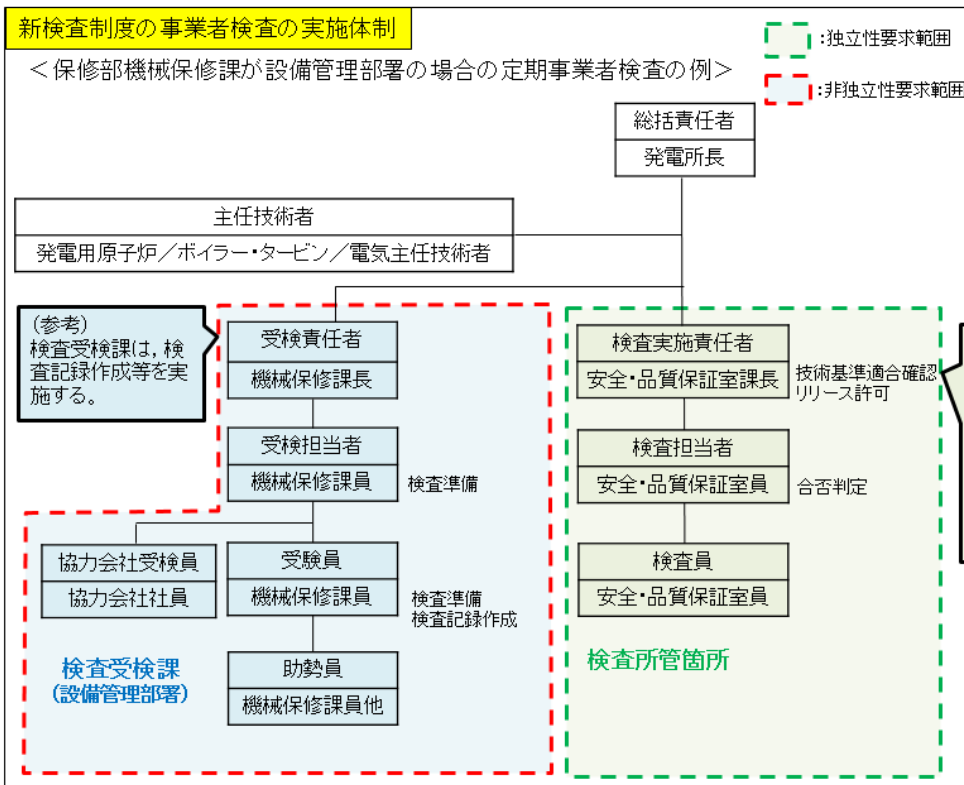 新検査制度の事業者検査の実施体制
:独立性要求範囲
<保修部機械保修課が設備管理部署の場合の定期事業者検査の例>
:非独立性要求範囲
総括責任者
発電所長
主任技術者
発電用原子炉/ボイラー・タービン/電気主任技術者
(参考)
検査受検課は,検
査記録作成等を実
施する。
受検責任者
機械保修課長
検査実施責任者
安全・品質保証室課長
技術基準適合確認
リリース許可
受検担当者
機械保修課員
検査準備
検査担当者
安全・品質保証室員
合否判定
協力会社受検員
協力会社社員
受験員
機械保修課員
検査準備
検査記録作成
検査員
安全・品質保証室員
検査受検課
(設備管理部署)
助勢員
機械保修課員他
検査所管箇所